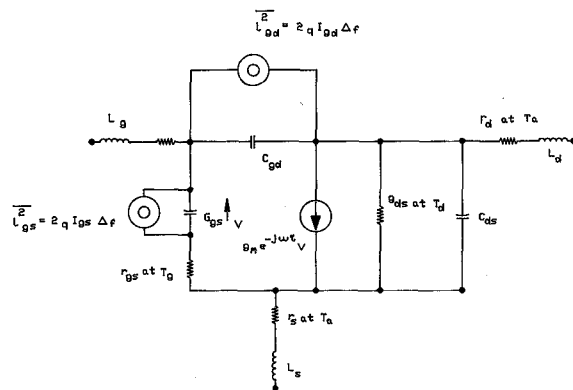 i²gd = 2 q Igd Δf
Lg
Cgd
rd at Ta
Ld
i²gs = 2 q Igs Δf
Ggs
V
gm e^-jωτ V
gds at Td
Cds
rgs at Tg
rs at Ta
Ls